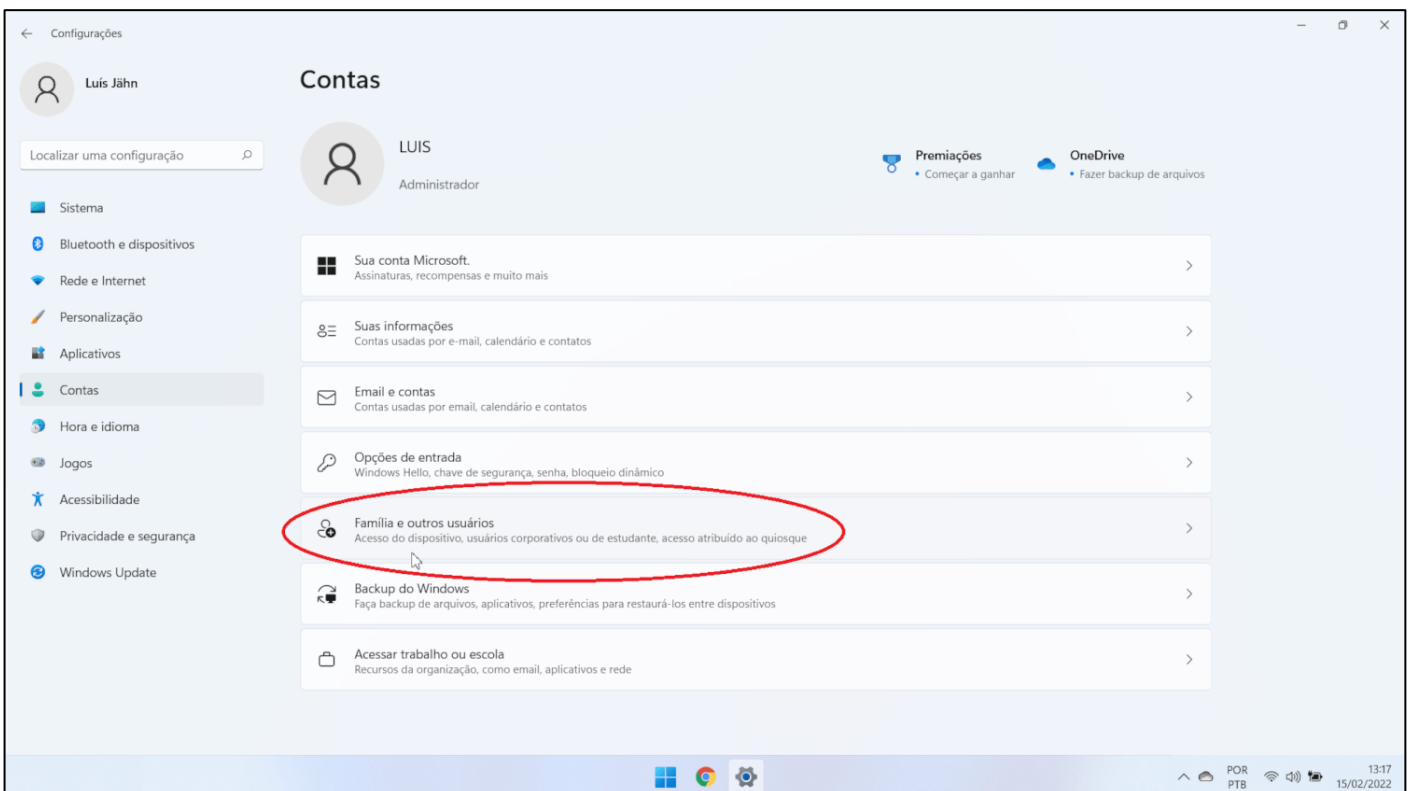 Configurações
Luís Jähn
Localizar uma configuração
Sistema
Bluetooth e dispositivos
Rede e Internet
Personalização
Aplicativos
Contas
Hora e idioma
Jogos
Acessibilidade
Privacidade e segurança
Windows Update
Contas
LUIS
Administrador
Premiações
• Começar a ganhar
OneDrive
• Fazer backup de arquivos
Sua conta Microsoft.
Assinaturas, recompensas e muito mais
Suas informações
Contas usadas por e-mail, calendário e contatos
Email e contas
Contas usadas por email, calendário e contatos
Opções de entrada
Windows Hello, chave de segurança, senha, bloqueio dinâmico
Família e outros usuários
Acesso do dispositivo, usuários corporativos ou de estudante, acesso atribuído ao quiosque
Backup do Windows
Faça backup de arquivos, aplicativos, preferências para restaurá-los entre dispositivos
Acessar trabalho ou escola
Recursos da organização, como email, aplicativos e rede
POR
PTB
13:17
15/02/2022